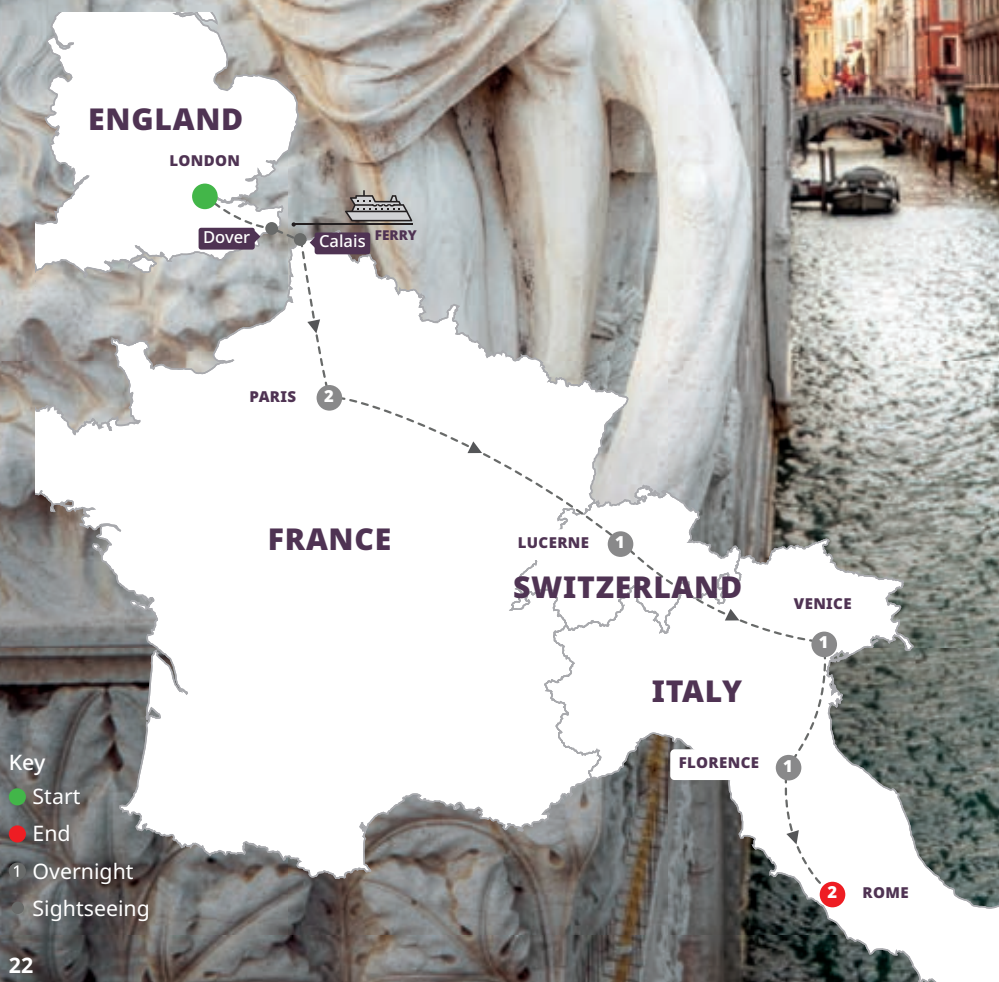 ENGLAND
LONDON
Dover
Calais
FERRY
PARIS
2
FRANCE
LUCERNE
1
SWITZERLAND
VENICE
1
ITALY
FLORENCE
1
2
ROME
Key
Start
End
1 Overnight
Sightseeing
22